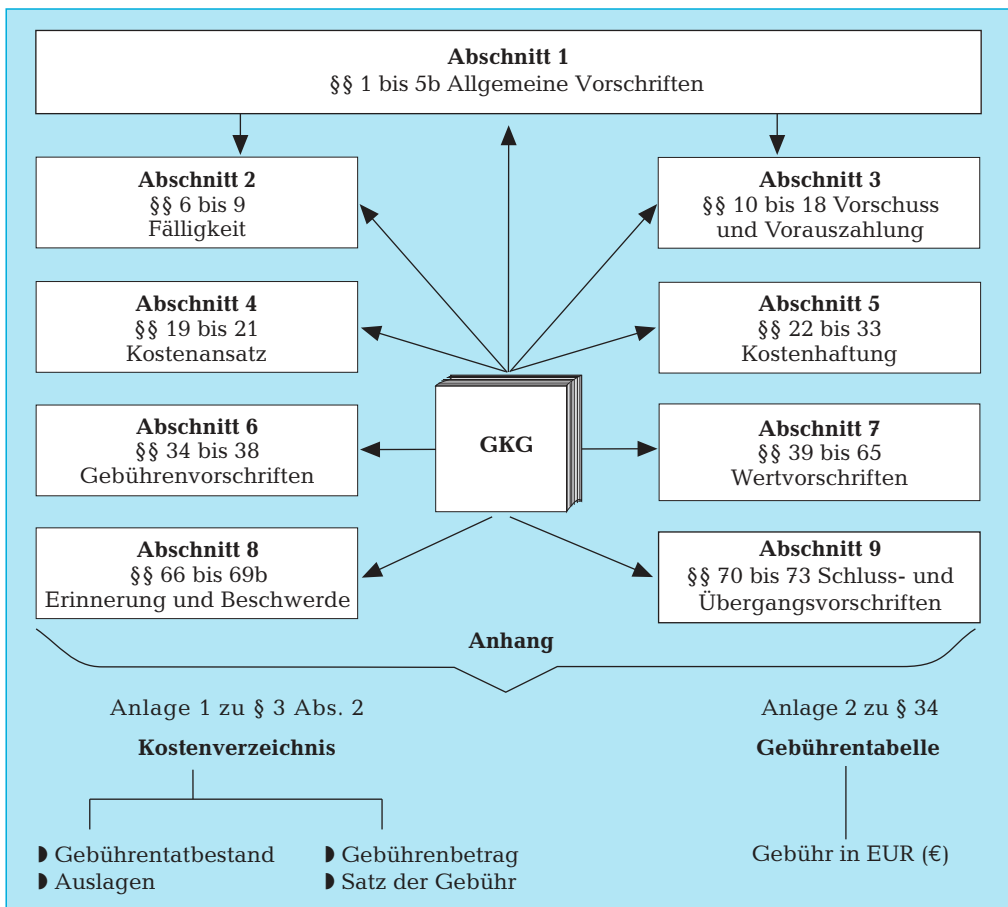 Abschnitt 1
§§ 1 bis 5b Allgemeine Vorschriften
Abschnitt 2
§§ 6 bis 9
Fälligkeit
Abschnitt 3
§§ 10 bis 18 Vorschuss
und Vorauszahlung
Abschnitt 4
§§ 19 bis 21
Kostenansatz
Abschnitt 5
§§ 22 bis 33
Kostenhaftung
GKG
Abschnitt 6
§§ 34 bis 38
Gebührenvorschriften
Abschnitt 7
§§ 39 bis 65
Wertvorschriften
Abschnitt 8
§§ 66 bis 69b
Erinnerung und Beschwerde
Abschnitt 9
§§ 70 bis 73 Schluss- und
Übergangsvorschriften
Anhang
Anlage 1 zu § 3 Abs. 2
Kostenverzeichnis
Anlage 2 zu § 34
Gebührentabelle
◗ Gebührentatbestand
◗ Auslagen
◗ Gebührenbetrag
◗ Satz der Gebühr
Gebühr in EUR (€)